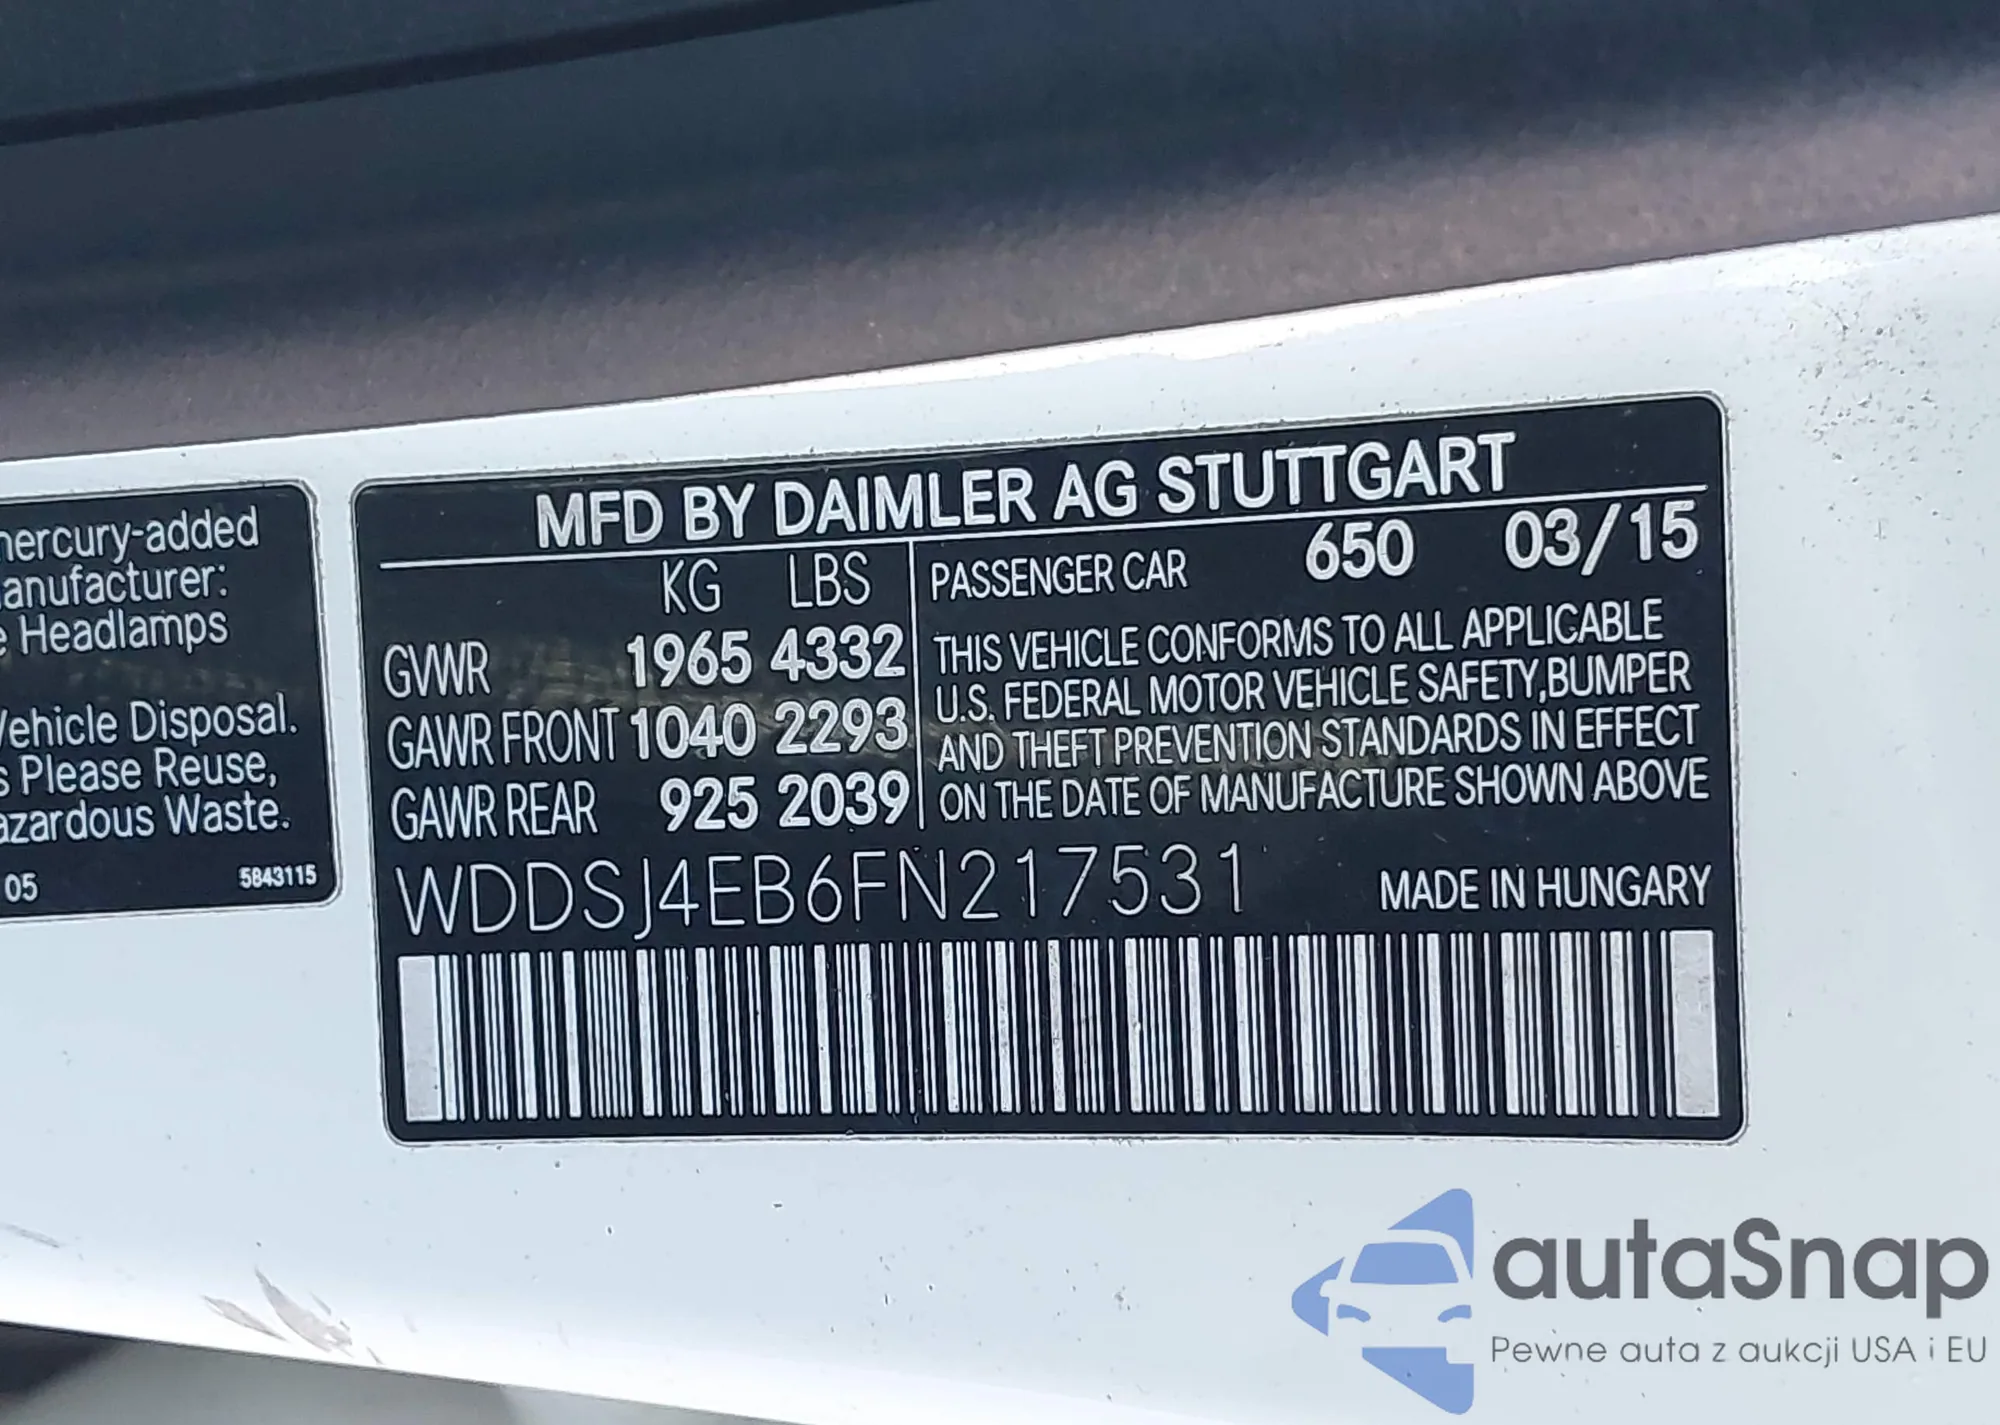 mercury-added
manufacturer:
Headlamps
Vehicle Disposal.
s Please Reuse,
azardous Waste.
05 5843115
MFD BY DAIMLER AG STUTTGART
KG LBS PASSENGER CAR 650 03/15
GVWR 1965 4332
GAWR FRONT 1040 2293
GAWR REAR 925 2039
THIS VEHICLE CONFORMS TO ALL APPLICABLE
U.S. FEDERAL MOTOR VEHICLE SAFETY,BUMPER
AND THEFT PREVENTION STANDARDS IN EFFECT
ON THE DATE OF MANUFACTURE SHOWN ABOVE
WDDSJ4EB6FN217531 MADE IN HUNGARY
autaSnap
Pewne auta z aukcji USA i EU